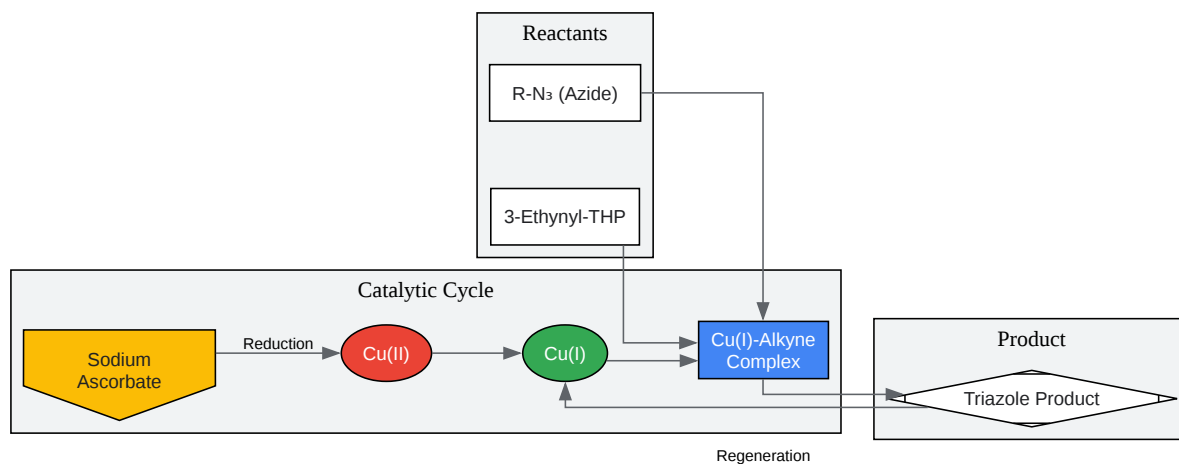 Reactants
R-N₃ (Azide)
3-Ethynyl-THP
Catalytic Cycle
Sodium
Ascorbate
Reduction
Cu(II)
Cu(I)
Cu(I)-Alkyne
Complex
Product
Triazole Product
Regeneration